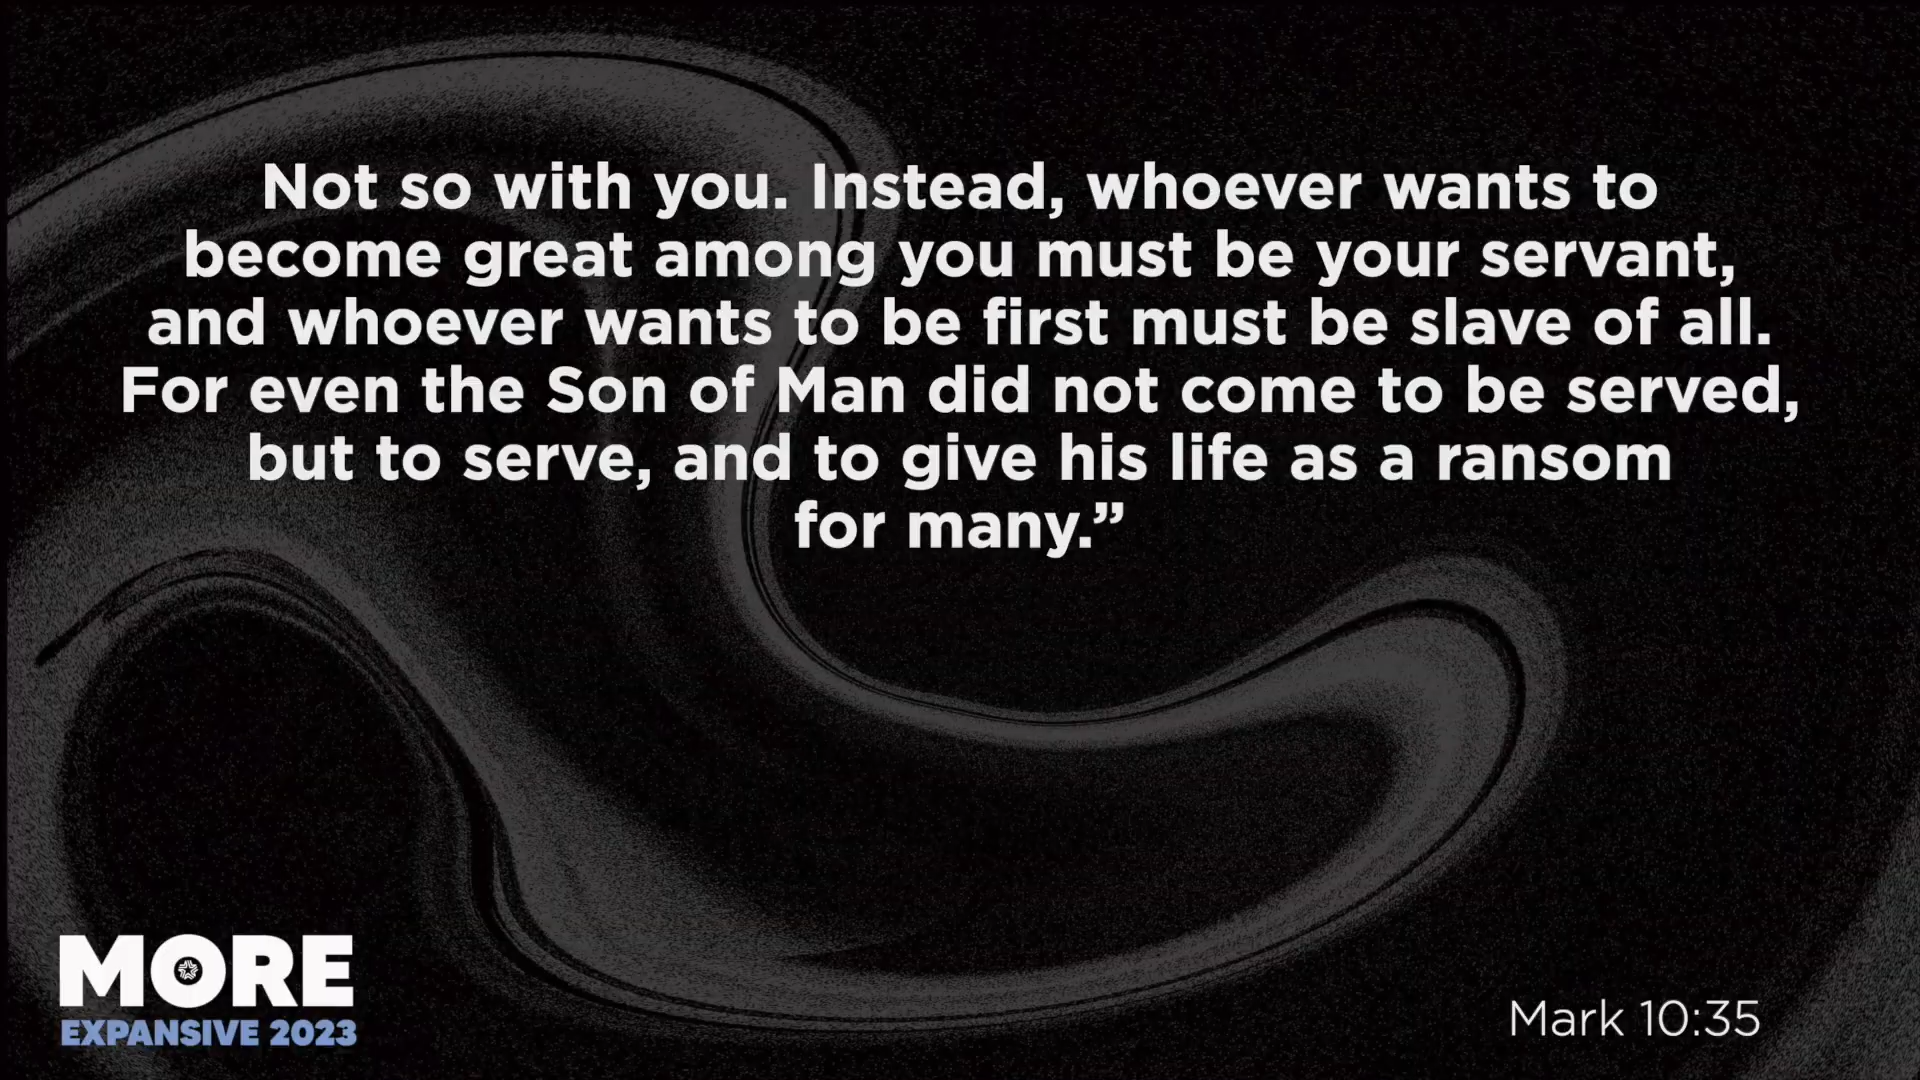 Not so with you. Instead, whoever wants to
become great among you must be your servant,
and whoever wants to be first must be slave of all.
For even the Son of Man did not come to be served,
but to serve, and to give his life as a ransom
for many.”
MORE
EXPANSIVE 2023
Mark 10:35